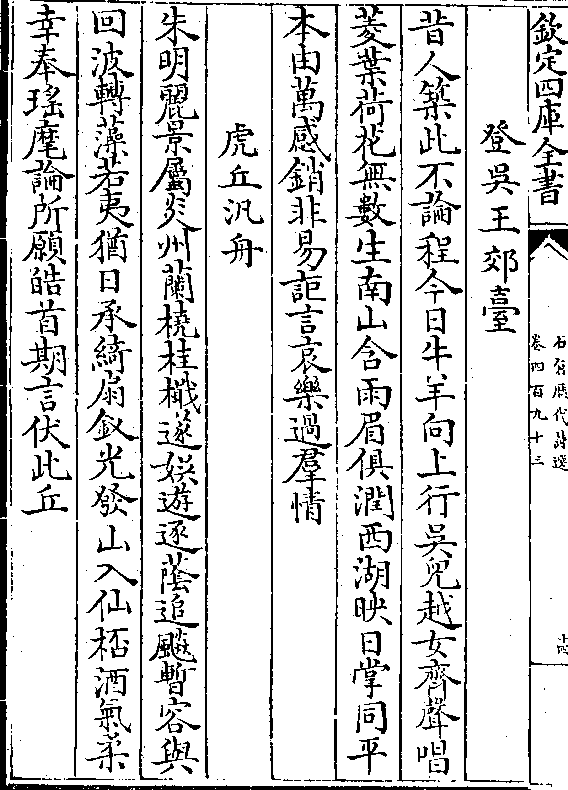 欽定四庫全書
石倉歷代詩選
卷四百九十三
登吳王郊臺
昔人築此不論程今日牛羊向上行吳兒越女齊聲唱
菱葉荷花無數生南山含雨眉俱潤西湖映日掌同平
本由萬感銷非易詎言哀樂過羣情
虎丘汎舟
朱明麗景屬炎州蘭橈桂檝遂娛遊逐蔭追颷暫容與
回波轉藻若夷猶日承綺扇釵光發山入仙桮酒氣柔
幸奉瑤麾論所願皓首期言伏此丘